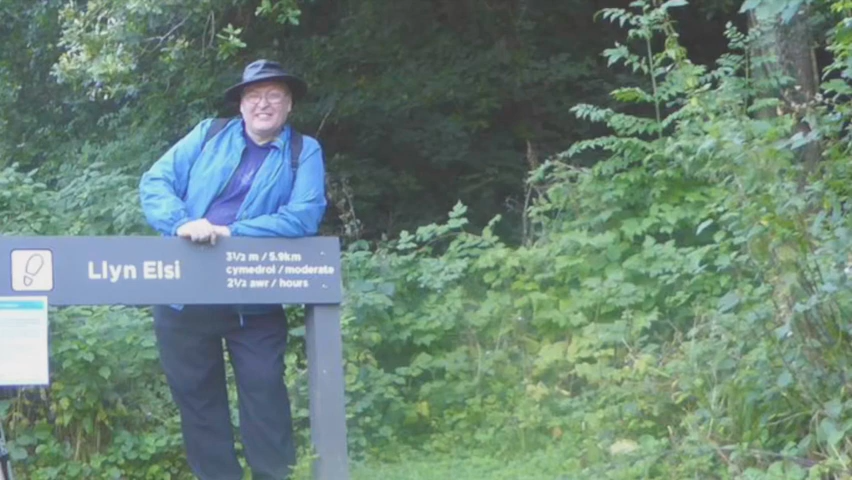 Llyn Elsi
3½ m / 5.9km
cymedrol / moderate
2½ awr / hours